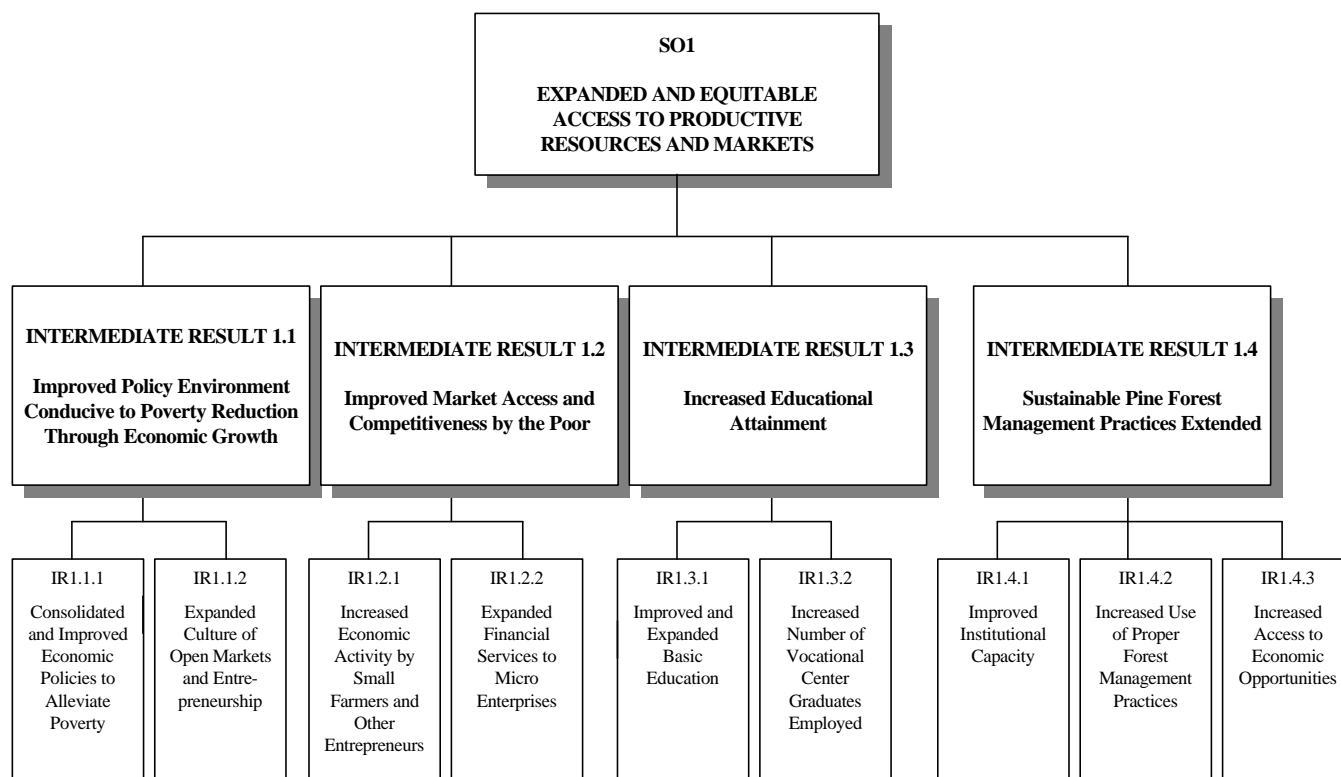 SO1
EXPANDED AND EQUITABLE
ACCESS TO PRODUCTIVE
RESOURCES AND MARKETS
INTERMEDIATE RESULT 1.1
Improved Policy Environment
Conducive to Poverty Reduction
Through Economic Growth
INTERMEDIATE RESULT 1.2
Improved Market Access and
Competitiveness by the Poor
INTERMEDIATE RESULT 1.3
Increased Educational
Attainment
INTERMEDIATE RESULT 1.4
Sustainable Pine Forest
Management Practices Extended
IR1.1.1
Consolidated
and Improved
Economic
Policies to
Alleviate
Poverty
IR1.1.2
Expanded
Culture of
Open Markets
and Entre-
preneurship
IR1.2.1
Increased
Economic
Activity by
Small
Farmers and
Other
Entrepreneurs
IR1.2.2
Expanded
Financial
Services to
Micro
Enterprises
IR1.3.1
Improved and
Expanded
Basic
Education
IR1.3.2
Increased
Number of
Vocational
Center
Graduates
Employed
IR1.4.1
Improved
Institutional
Capacity
IR1.4.2
Increased Use
of Proper
Forest
Management
Practices
IR1.4.3
Increased
Access to
Economic
Opportunities